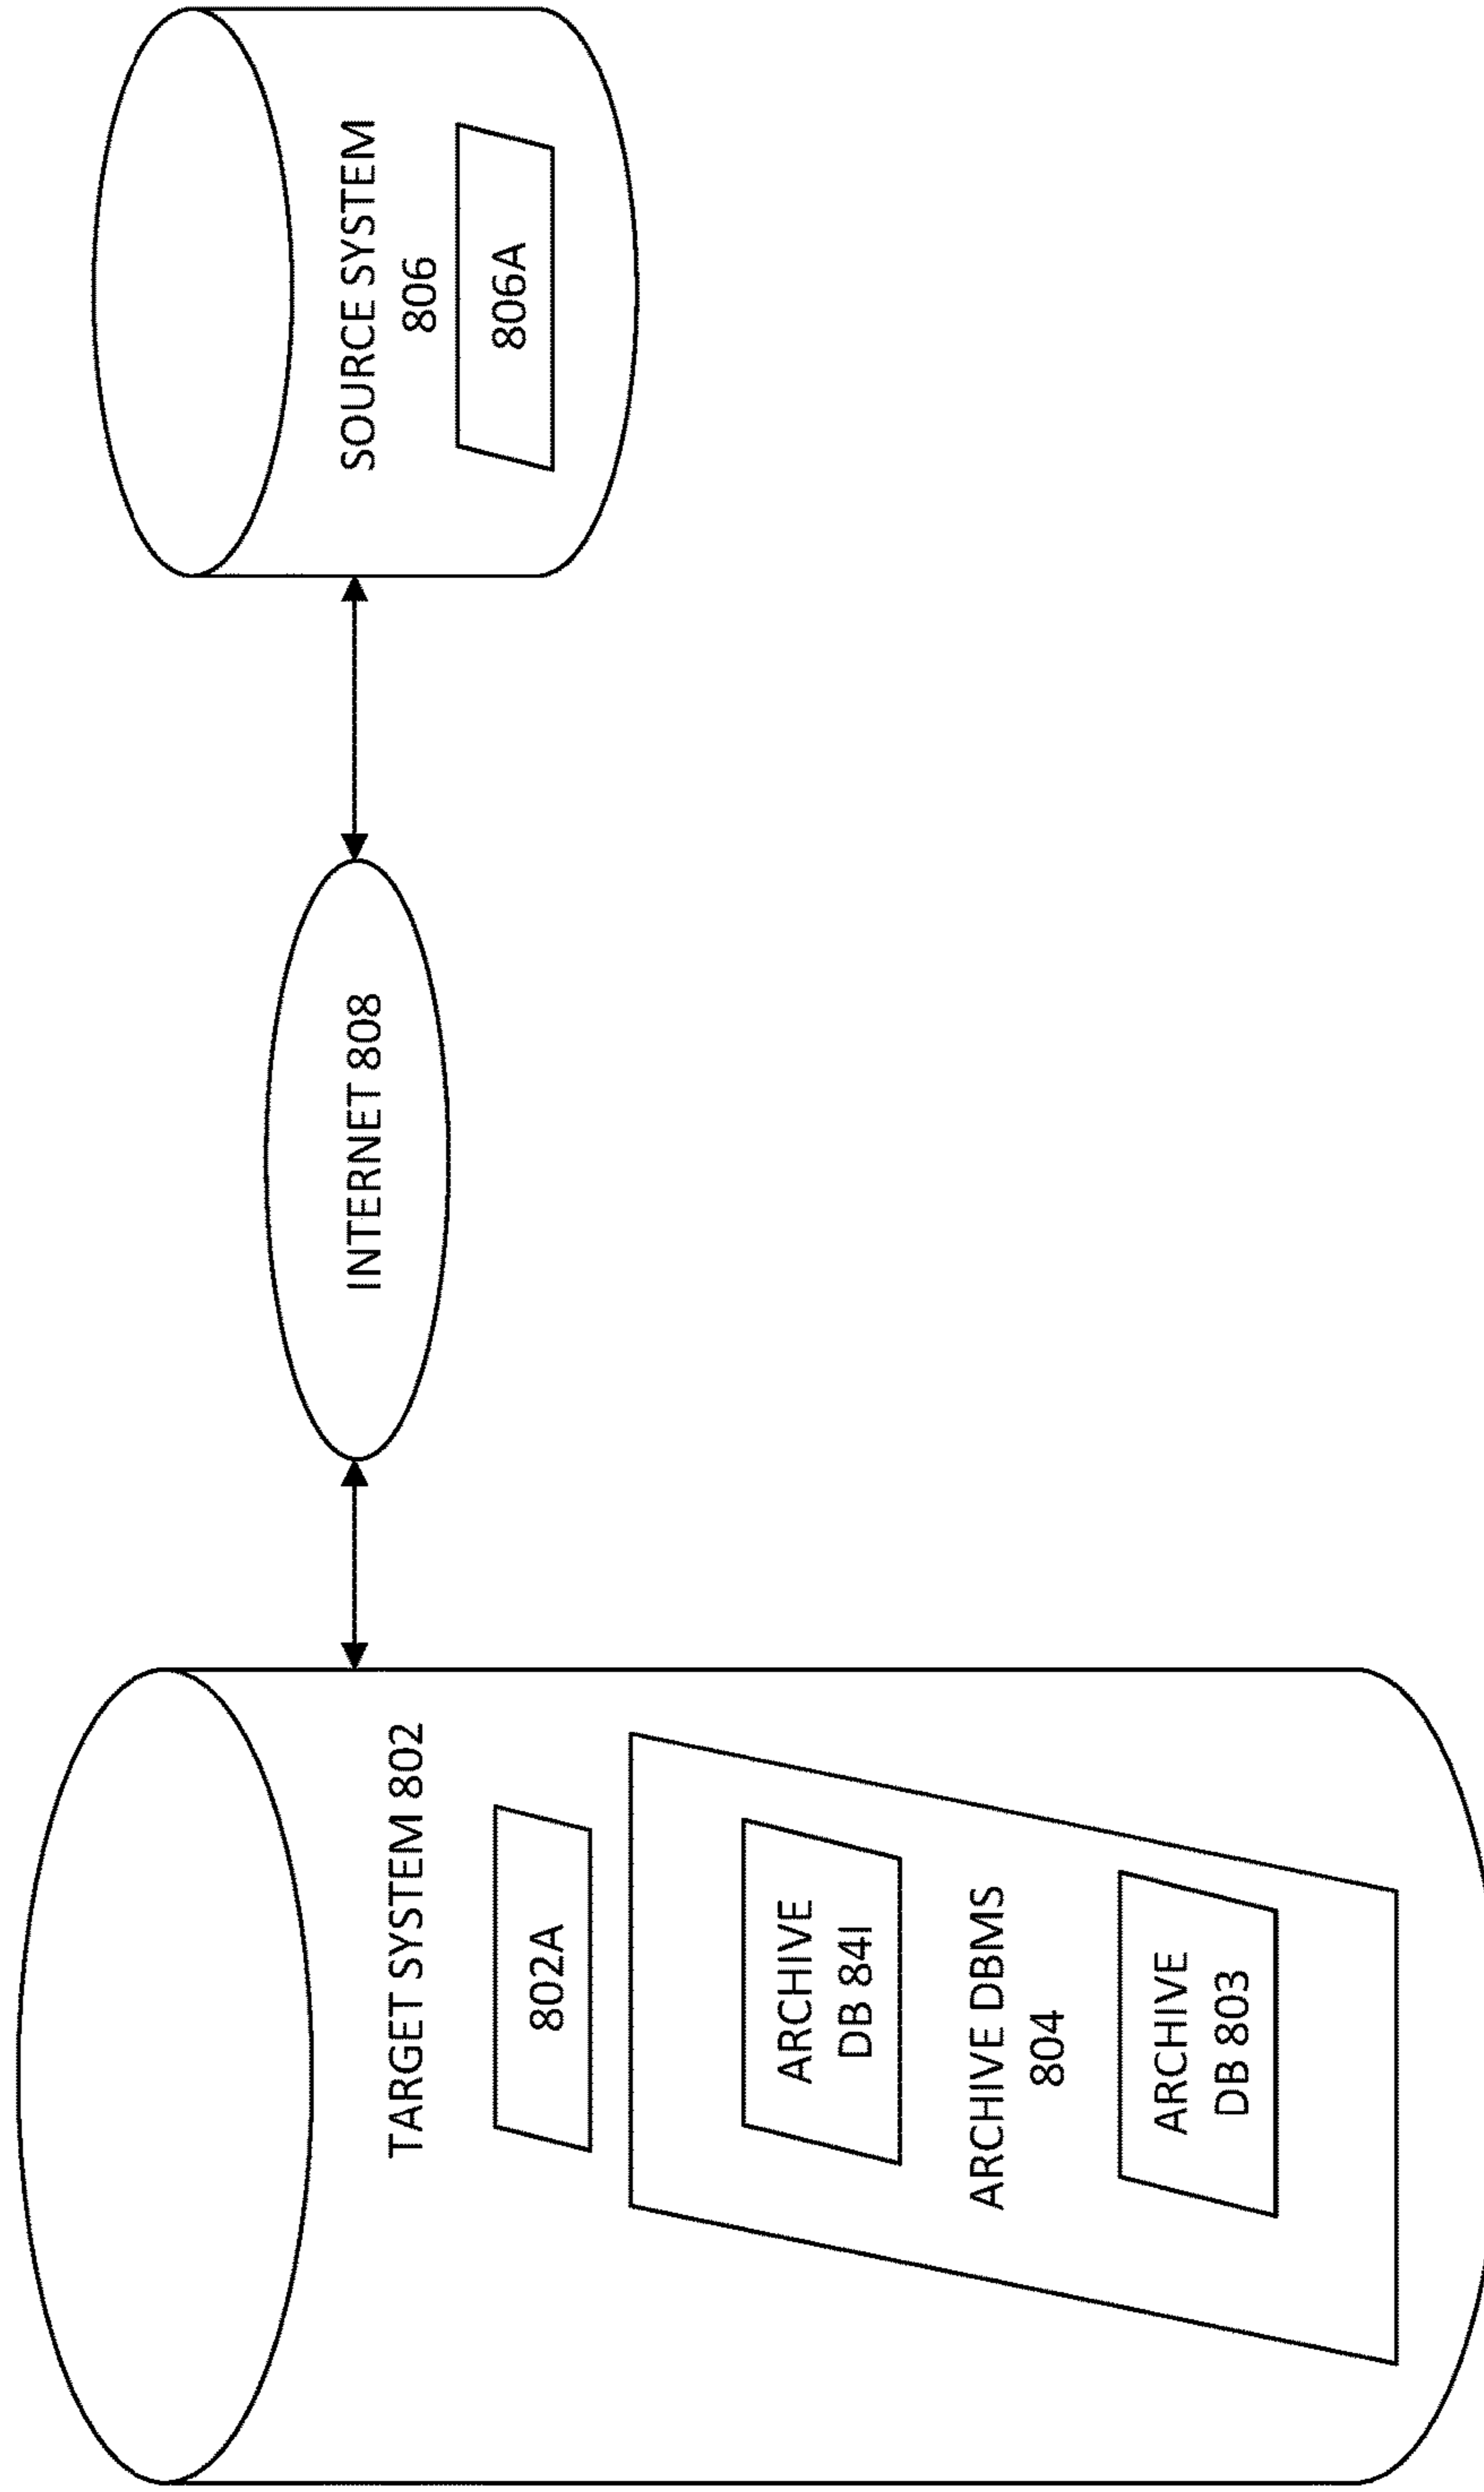 TARGET SYSTEM 802
802A
ARCHIVE
DB 84I
ARCHIVE DBMS
804
ARCHIVE
DB 803
INTERNET 808
SOURCE SYSTEM
806
806A